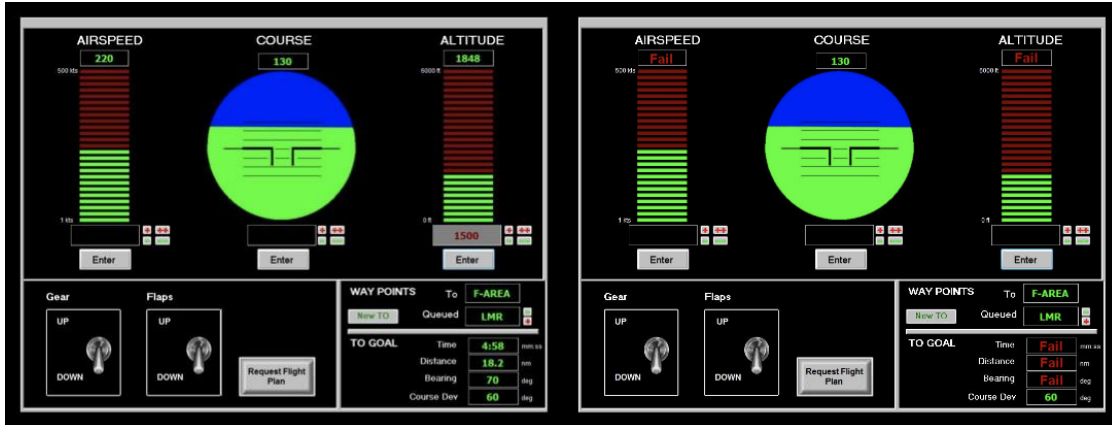 AIRSPEED COURSE ALTITUDE
220 130 1848
500 kts 6000 ft
1 kts 0 ft
1500
Enter Enter Enter
Gear Flaps
UP UP
DOWN DOWN
Request Flight
Plan
WAY POINTS To F-AREA
New TO Queued LMR
TO GOAL Time 4:58 mm:ss
Distance 18.2 nm
Bearing 70 deg
Course Dev 60 deg
AIRSPEED COURSE ALTITUDE
Fail 130 Fail
500 kts 6000 ft
1 kts 0 ft
Enter Enter Enter
Gear Flaps
UP UP
DOWN DOWN
Request Flight
Plan
WAY POINTS To F-AREA
New TO Queued LMR
TO GOAL Time Fail mm:ss
Distance Fail nm
Bearing Fail deg
Course Dev 60 deg